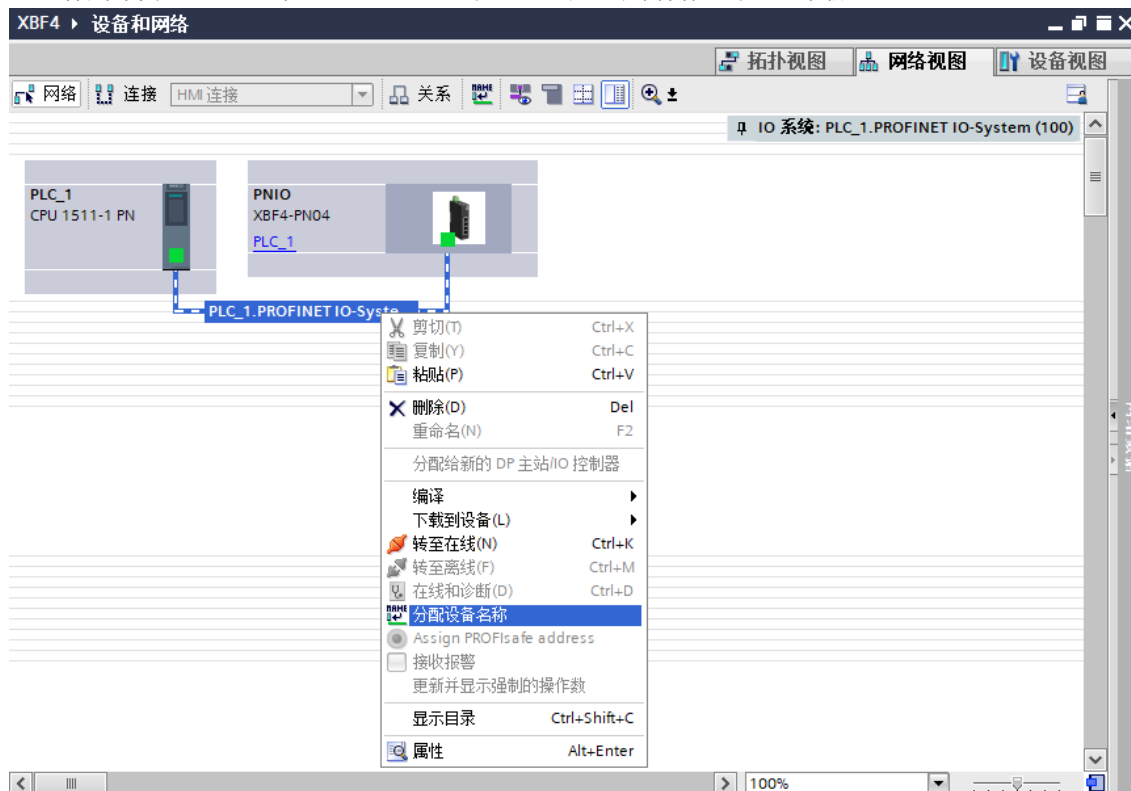 XBF4 ▸ 设备和网络
拓扑视图 网络视图 设备视图
网络 连接 HMI 连接 关系
IO 系统: PLC_1.PROFINET IO-System (100)
PLC_1
CPU 1511-1 PN
PNIO
XBF4-PN04
PLC_1
PLC_1.PROFINET IO-Syste...
剪切(T) Ctrl+X
复制(Y) Ctrl+C
粘贴(P) Ctrl+V
删除(D) Del
重命名(N) F2
分配给新的 DP 主站/IO 控制器
编译
下载到设备(L)
转至在线(N) Ctrl+K
转至离线(F) Ctrl+M
在线和诊断(D) Ctrl+D
分配设备名称
Assign PROFIsafe address
接收报警
更新并显示强制的操作数
显示目录 Ctrl+Shift+C
属性 Alt+Enter
100%